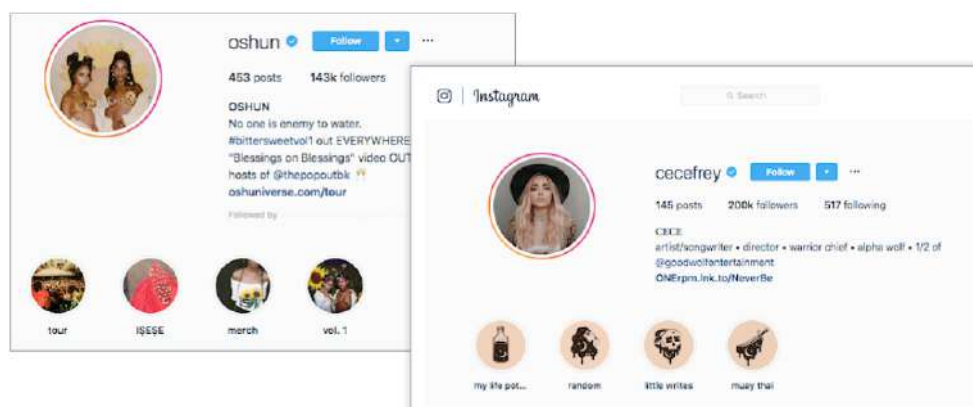 oshun Follow ...
453 posts 143k followers
OSHUN
No one is enemy to water.
#bittersweetvol1 out EVERYWHERE
"Blessings on Blessings" video OUT
hosts of @thepopoutbk
oshuniverse.com/tour
Followed by
tour IṢẸṢẸ merch vol. 1
Instagram Search
cecefrey Follow ...
145 posts 200k followers 517 following
CECE
artist/songwriter • director • warrior chief • alpha wolf • 1/2 of
@goodwolfentertainment
ONErpm.lnk.to/NeverBe
my life pot... random little writes muay thai